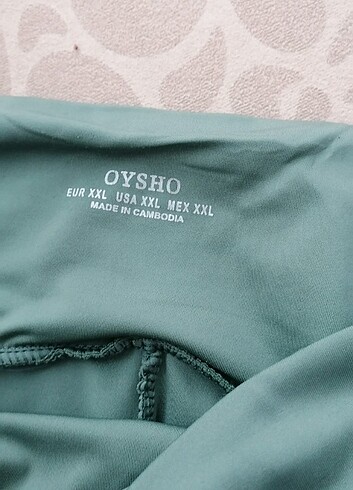 OYSHO
EUR XXL USA XXL MEX XXL
MADE IN CAMBODIA